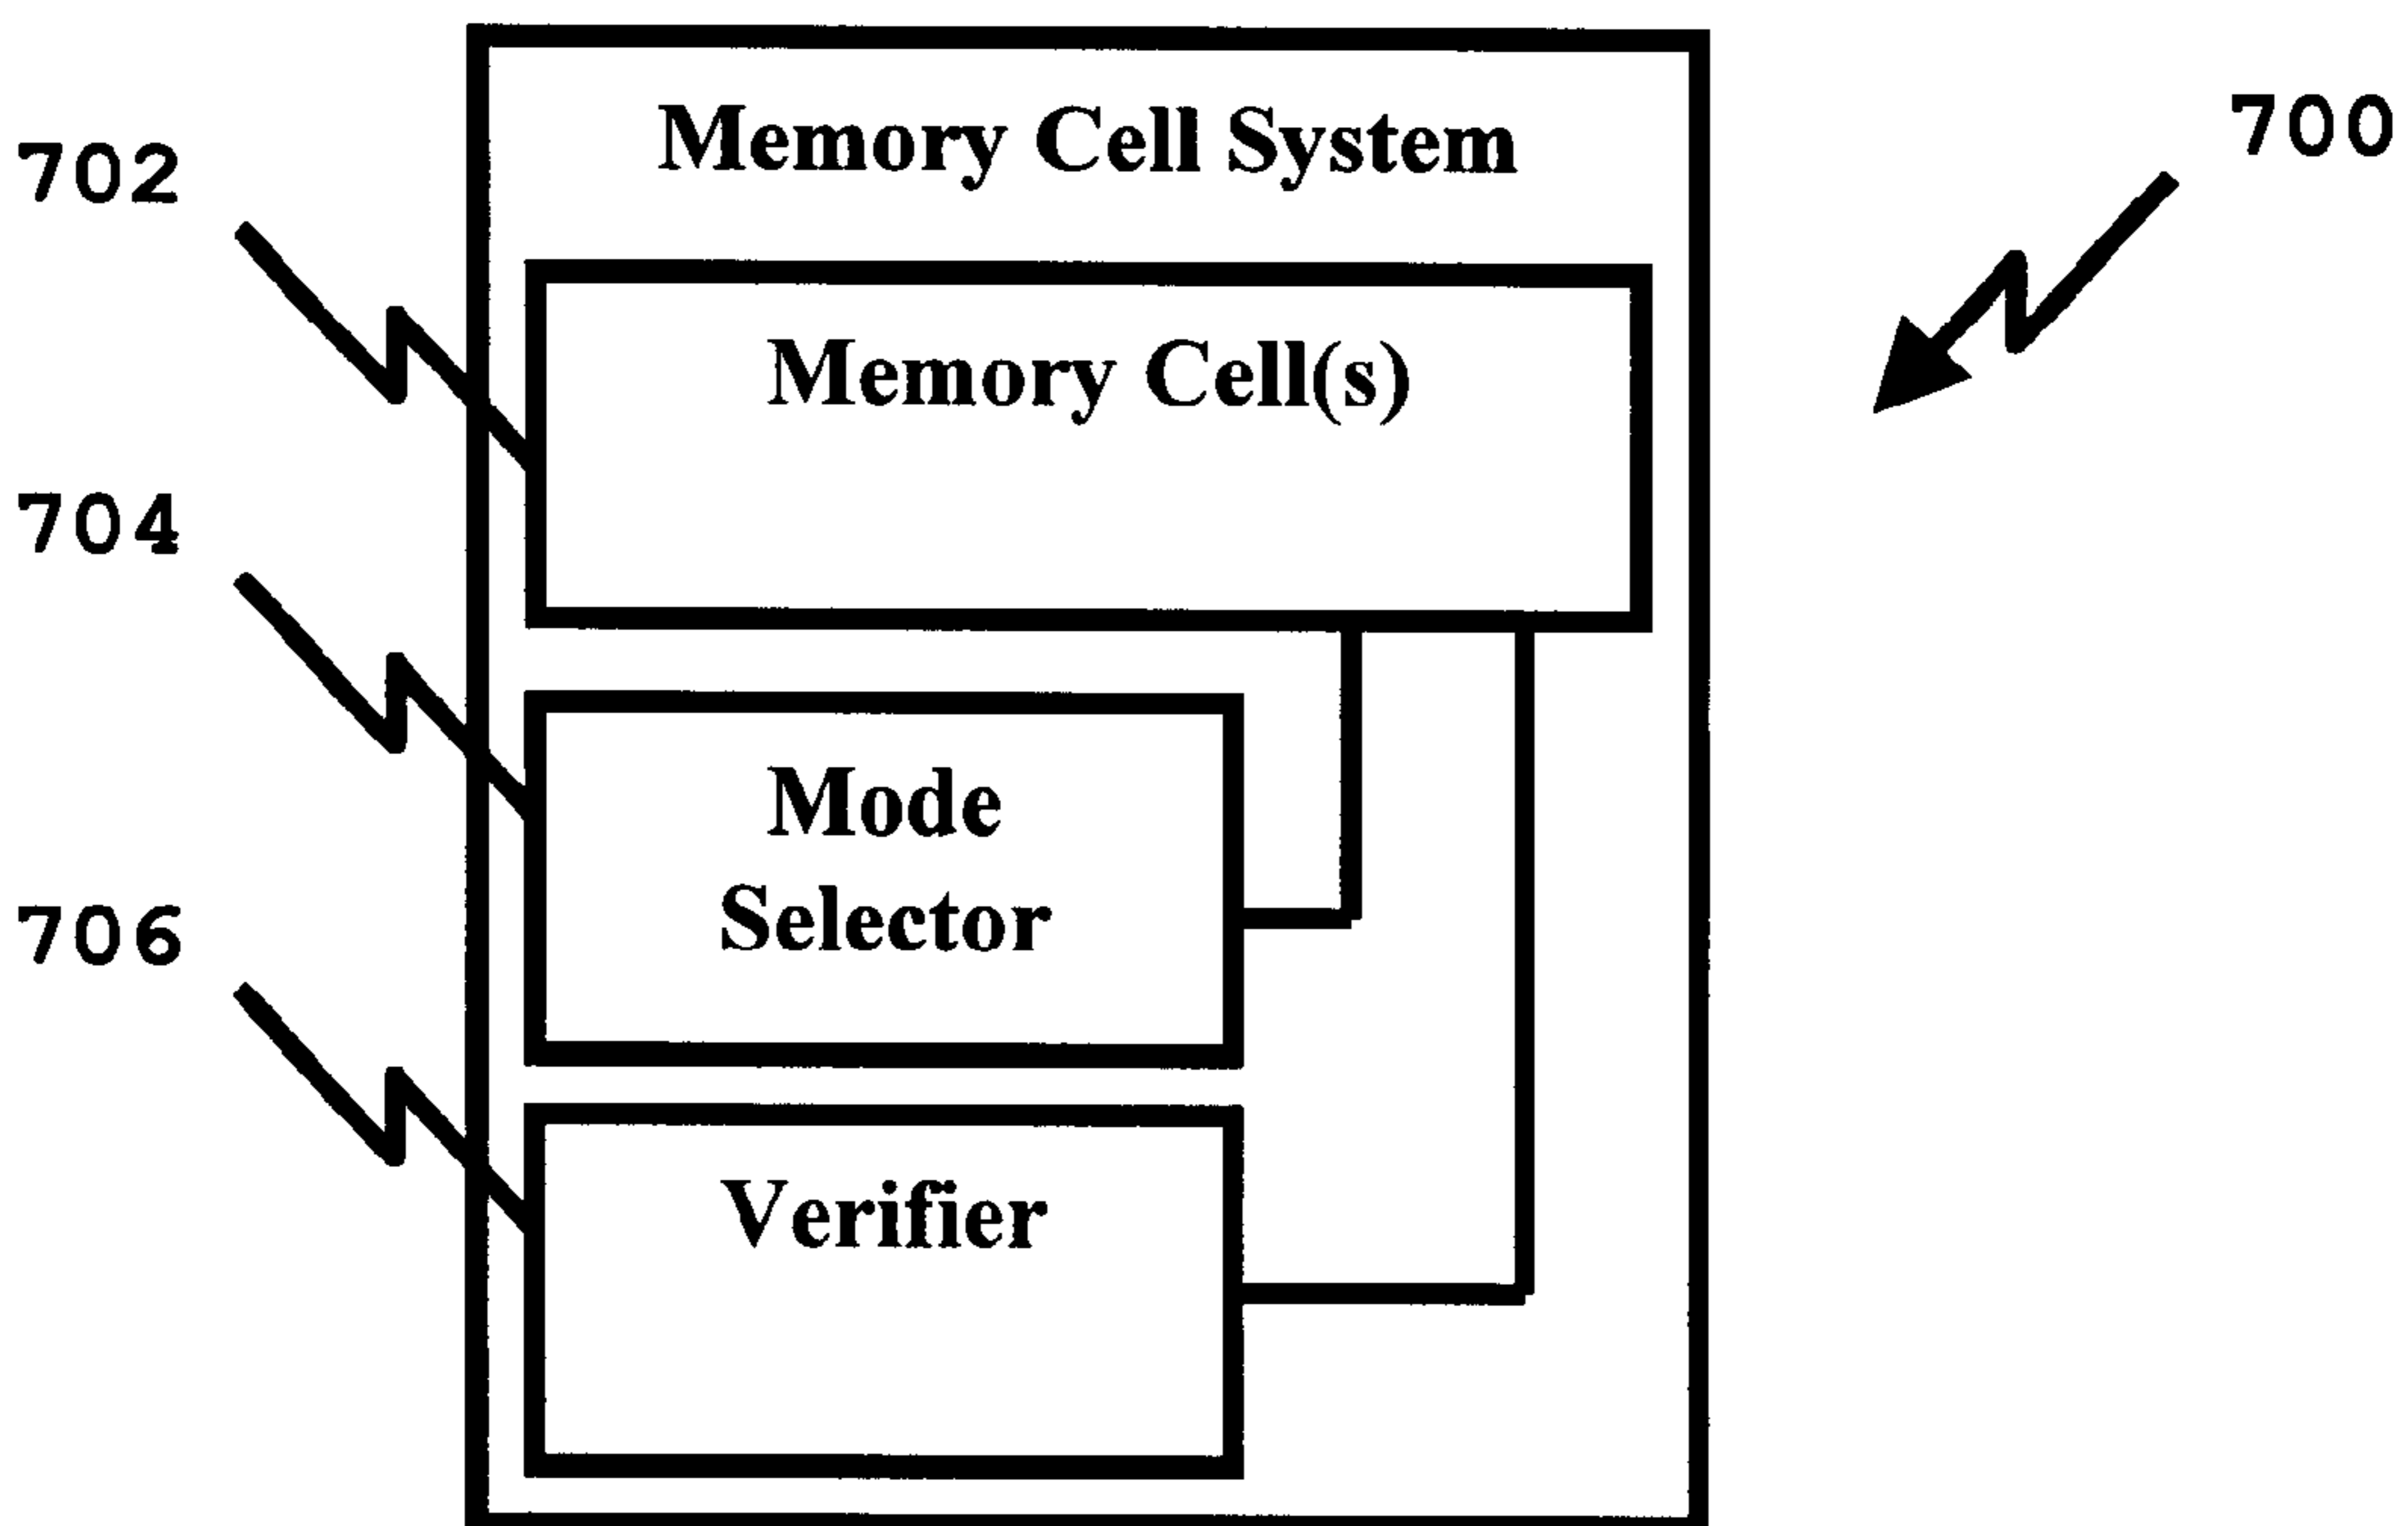 Memory Cell System
700
702
Memory Cell(s)
704
Mode
Selector
706
Verifier